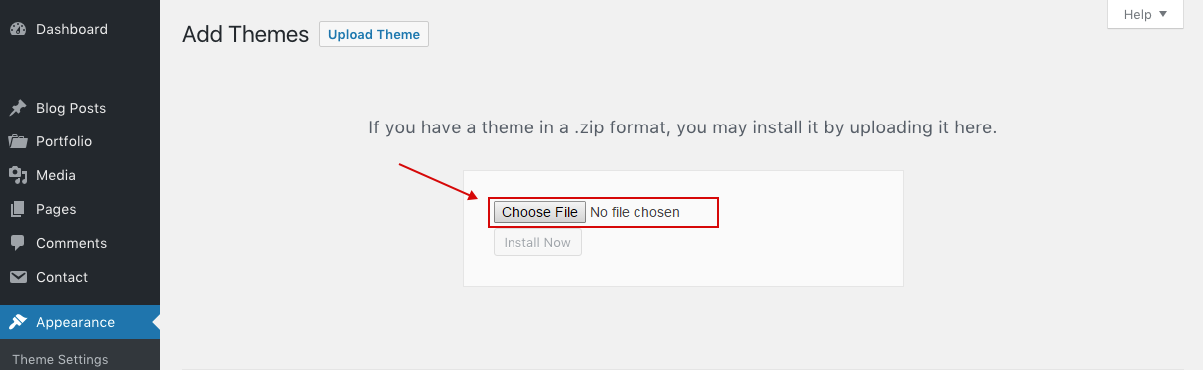 Dashboard
Blog Posts
Portfolio
Media
Pages
Comments
Contact
Appearance
Theme Settings
Add Themes
Upload Theme
Help
If you have a theme in a .zip format, you may install it by uploading it here.
Choose File No file chosen
Install Now